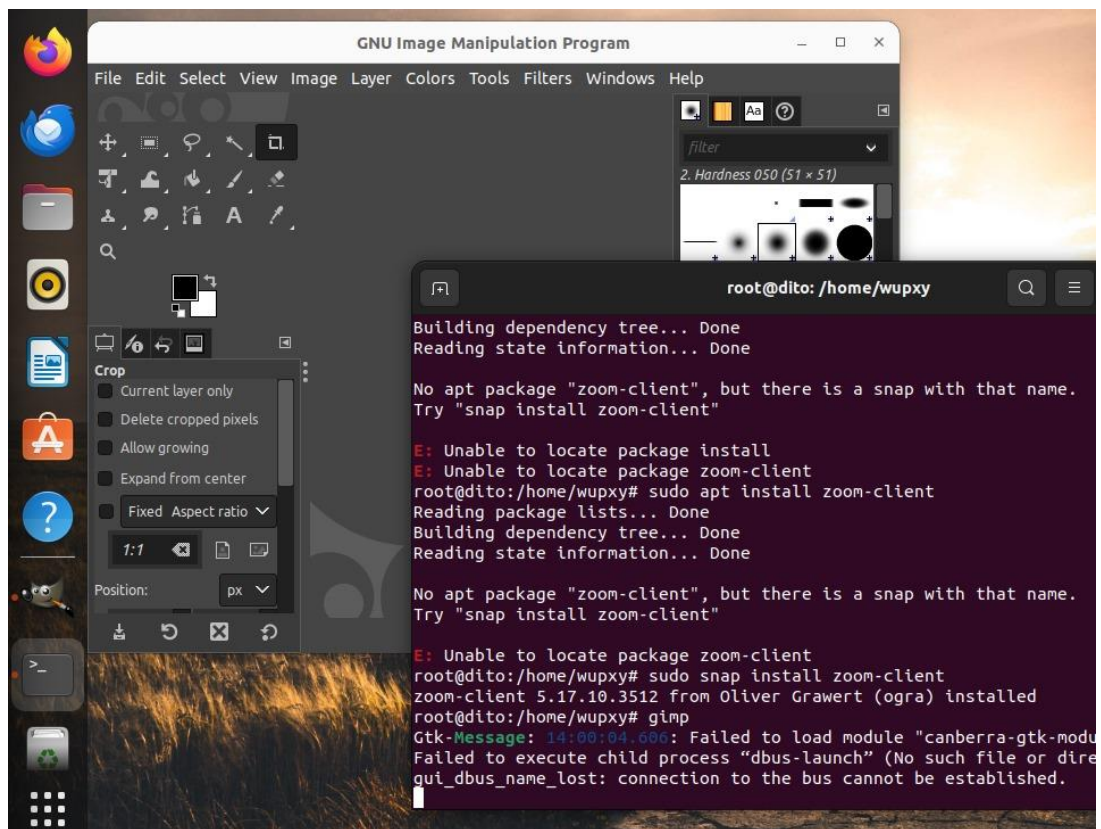 GNU Image Manipulation Program
File Edit Select View Image Layer Colors Tools Filters Windows Help
Aa
filter
2. Hardness 050 (51 × 51)
Crop
Current layer only
Delete cropped pixels
Allow growing
Expand from center
Fixed Aspect ratio
1:1
Position: px
root@dito: /home/wupxy
Building dependency tree... Done
Reading state information... Done
No apt package "zoom-client", but there is a snap with that name.
Try "snap install zoom-client"
E: Unable to locate package install
E: Unable to locate package zoom-client
root@dito:/home/wupxy# sudo apt install zoom-client
Reading package lists... Done
Building dependency tree... Done
Reading state information... Done
No apt package "zoom-client", but there is a snap with that name.
Try "snap install zoom-client"
E: Unable to locate package zoom-client
root@dito:/home/wupxy# sudo snap install zoom-client
zoom-client 5.17.10.3512 from Oliver Grawert (ogra) installed
root@dito:/home/wupxy# gimp
Gtk-Message: 14:00:04.606: Failed to load module "canberra-gtk-modu
Failed to execute child process “dbus-launch” (No such file or dire
gui_dbus_name_lost: connection to the bus cannot be established.